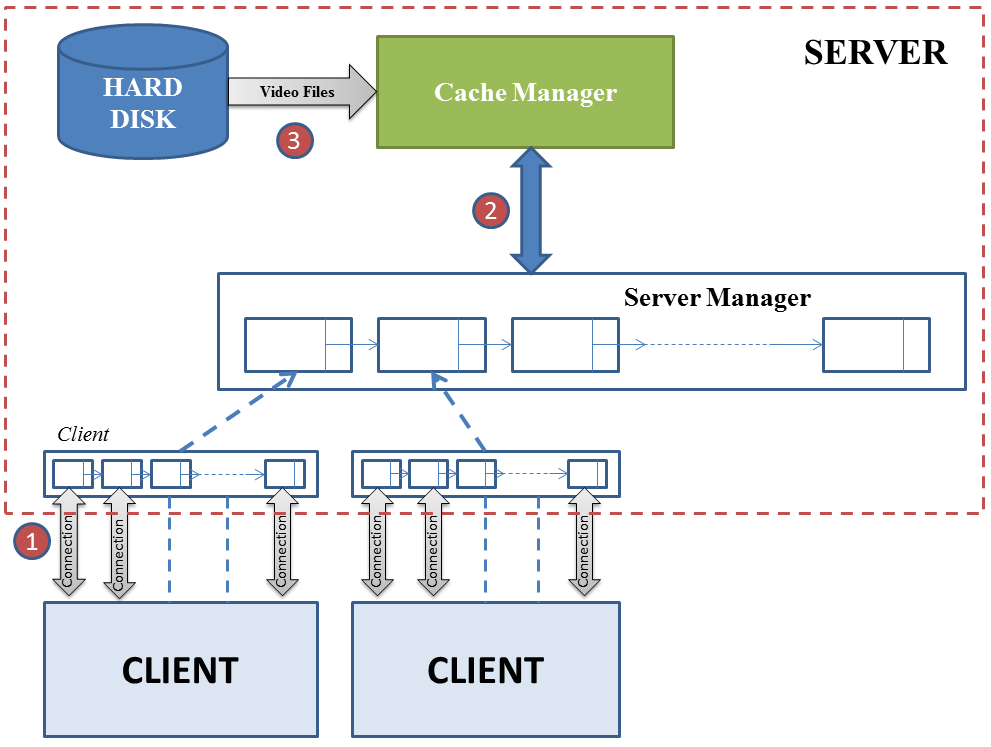 SERVER
HARD
DISK
Video Files
Cache Manager
3
2
Server Manager
Client
1
Connection
Connection
Connection
Connection
Connection
Connection
CLIENT
CLIENT